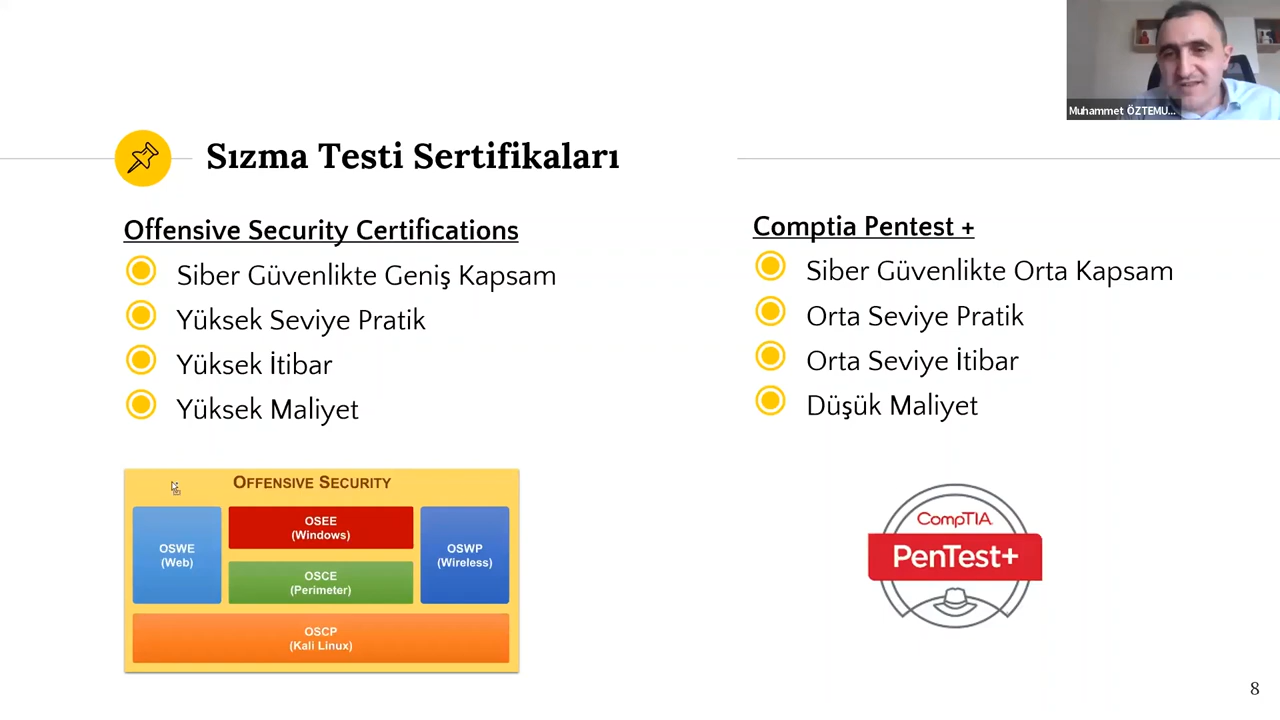 Muhammet ÖZTEMU...
Sızma Testi Sertifikaları
Offensive Security Certifications
Siber Güvenlikte Geniş Kapsam
Yüksek Seviye Pratik
Yüksek İtibar
Yüksek Maliyet
Comptia Pentest +
Siber Güvenlikte Orta Kapsam
Orta Seviye Pratik
Orta Seviye İtibar
Düşük Maliyet
OFFENSIVE SECURITY
OSWE
(Web)
OSEE
(Windows)
OSCE
(Perimeter)
OSWP
(Wireless)
OSCP
(Kali Linux)
CompTIA.
PenTest+
8